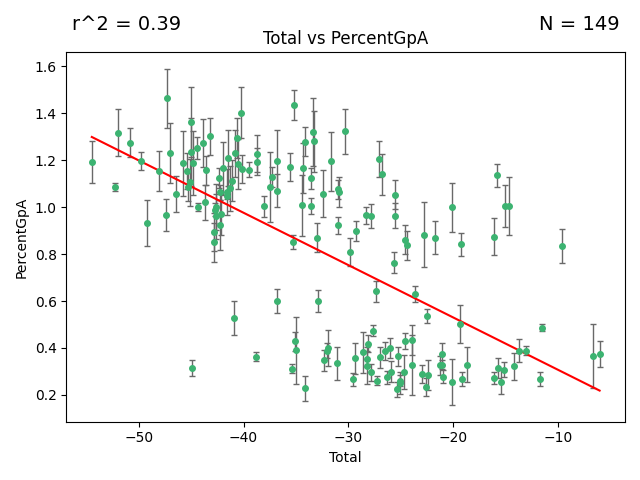 r^2 = 0.39
N = 149
Total vs PercentGpA
1.6
1.4
1.2
1.0
0.8
0.6
0.4
0.2
PercentGpA
−50
−40
−30
−20
−10
Total